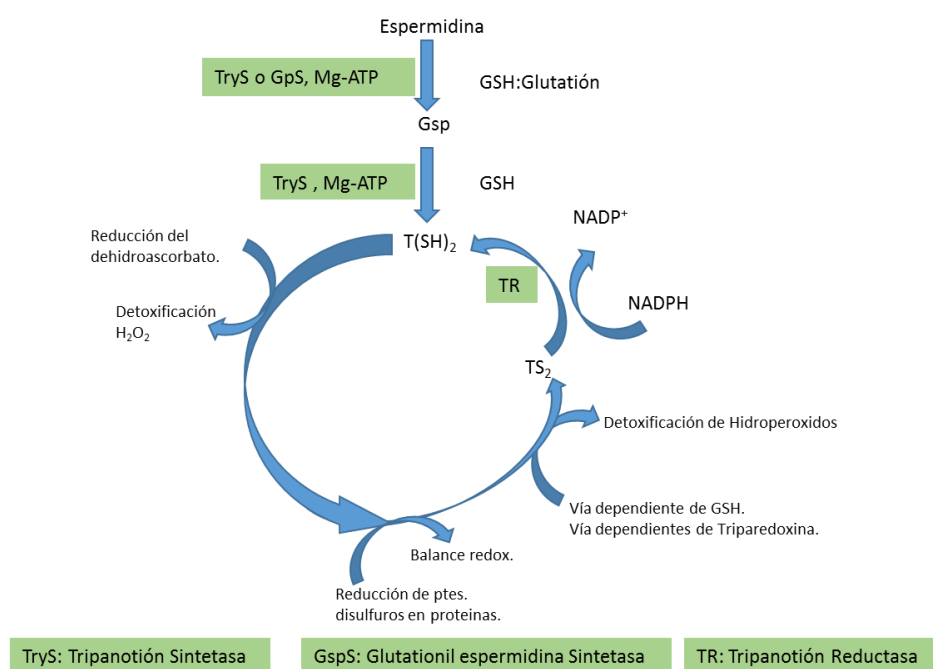 Espermidina
TryS o GpS, Mg-ATP
GSH:Glutatión
Gsp
TryS , Mg-ATP
GSH
NADP+
Reducción del
dehidroascorbato.
T(SH)2
TR
NADPH
Detoxificación
H2O2
TS2
Detoxificación de Hidroperoxidos
Vía dependiente de GSH.
Vía dependientes de Triparedoxina.
Balance redox.
Reducción de ptes.
disulfuros en proteinas.
TryS: Tripanotión Sintetasa
GspS: Glutationil espermidina Sintetasa
TR: Tripanotión Reductasa